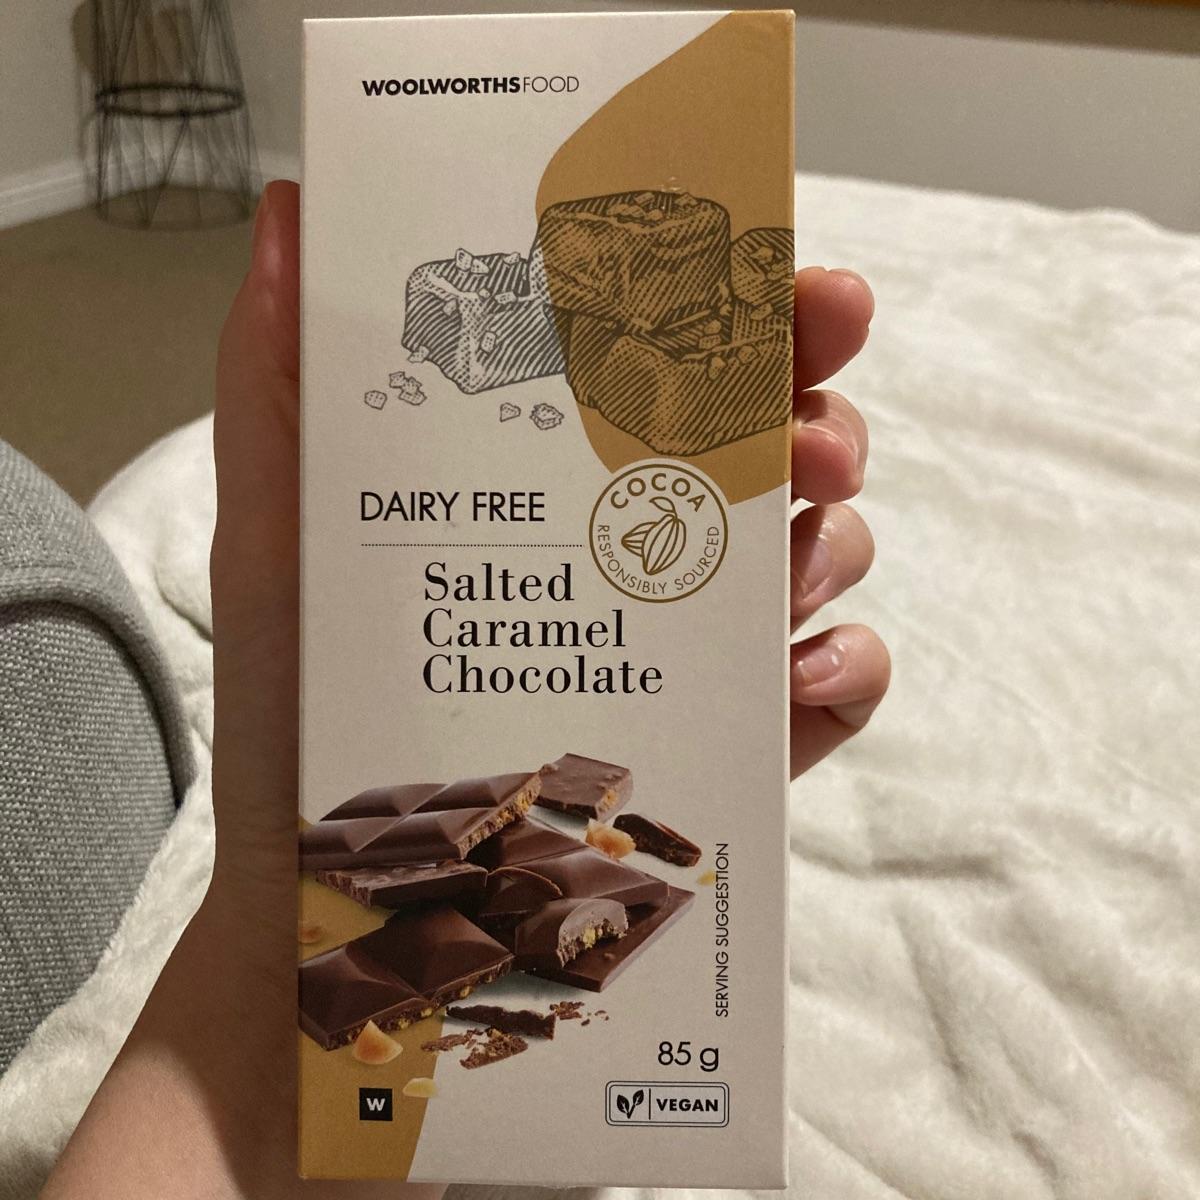 WOOLWORTHSFOOD
DAIRY FREE
COCOA
RESPONSIBLY SOURCED
Salted
Caramel
Chocolate
SERVING SUGGESTION
85 g
W
VEGAN